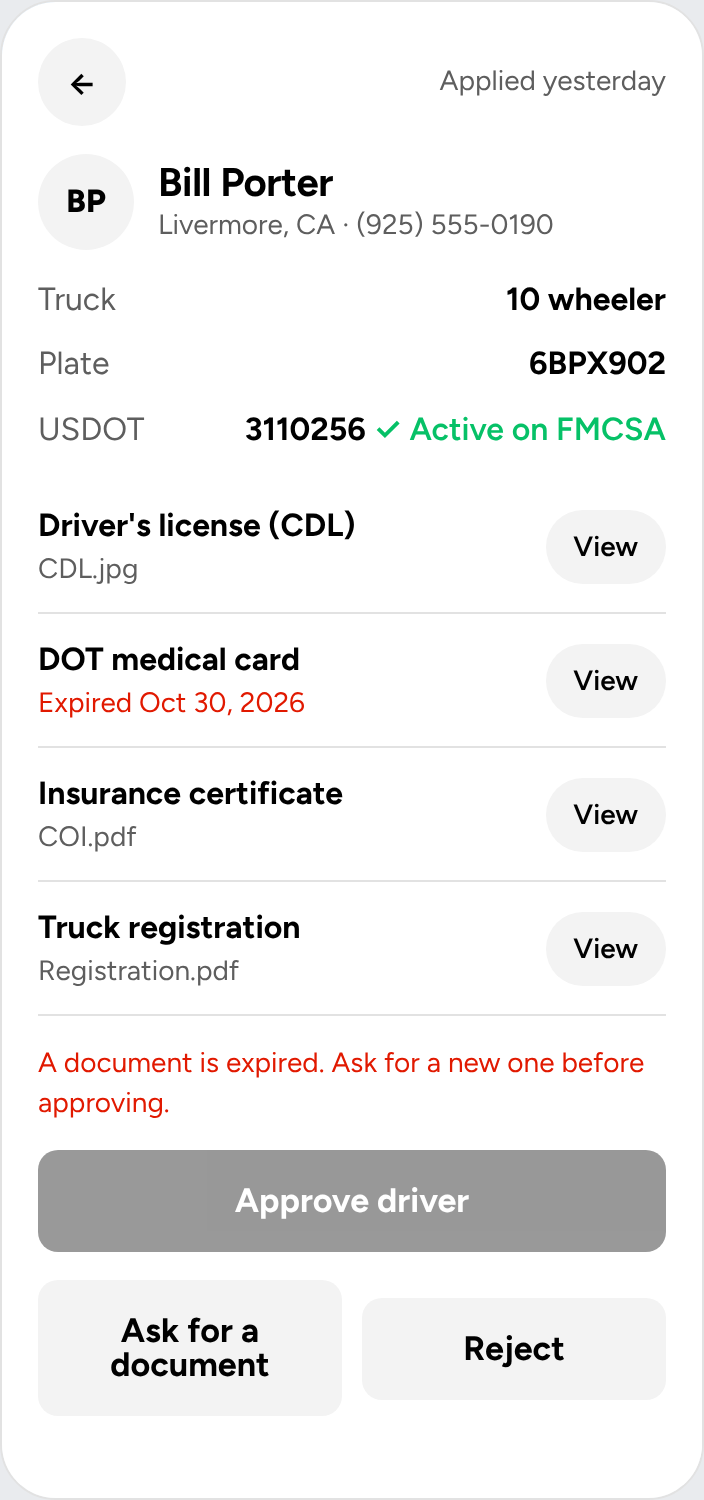 Applied yesterday
BP
Bill Porter
Livermore, CA · (925) 555-0190
Truck 10 wheeler
Plate 6BPX902
USDOT 3110256 ✓ Active on FMCSA
Driver's license (CDL)
CDL.jpg
View
DOT medical card
Expired Oct 30, 2026
View
Insurance certificate
COI.pdf
View
Truck registration
Registration.pdf
View
A document is expired. Ask for a new one before
approving.
Approve driver
Ask for a
document
Reject